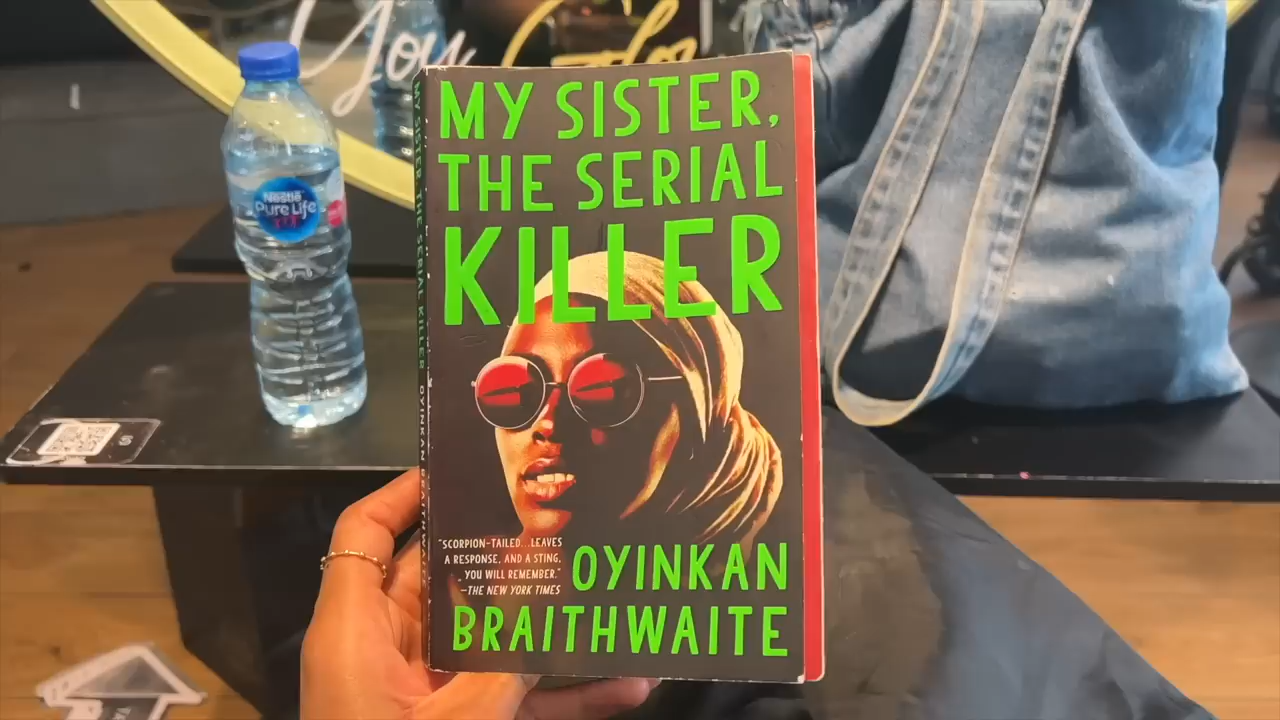 You
Nestlé
Pure Life
MY SISTER,
THE SERIAL
KILLER
"SCORPION-TAILED...LEAVES
A RESPONSE, AND A STING,
YOU WILL REMEMBER."
—THE NEW YORK TIMES
OYINKAN
BRAITHWAITE
MY SISTER, THE SERIAL KILLER OYINKAN BRAITHWAITE